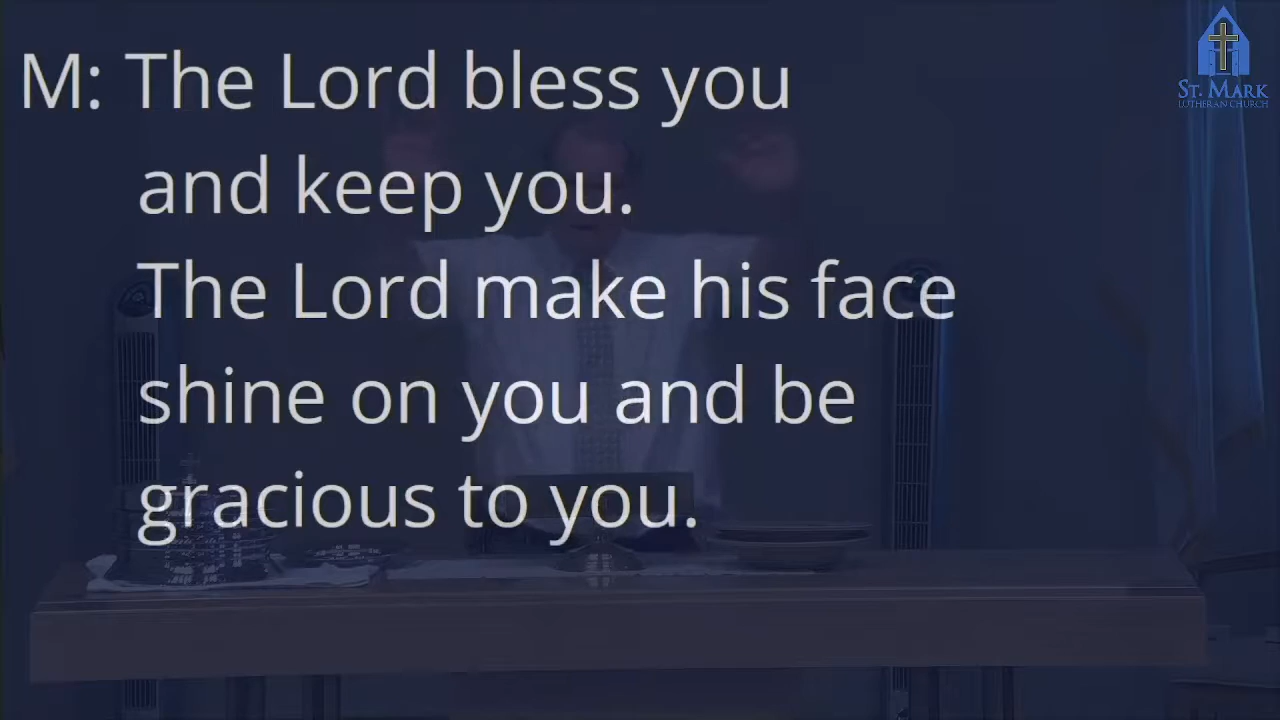 M: The Lord bless you
and keep you.
The Lord make his face
shine on you and be
gracious to you.
ST. MARK
LUTHERAN CHURCH